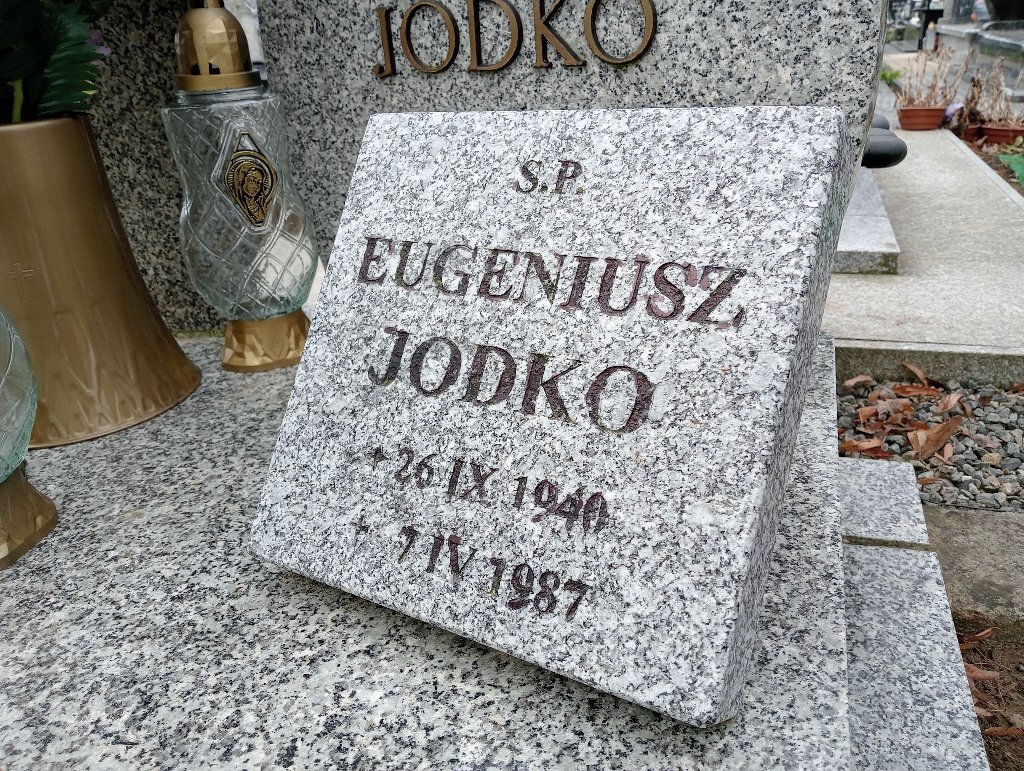 JODKO
S.P.
EUGENIUSZ
JODKO
* 26 IX 1940
† 7 IV 1987